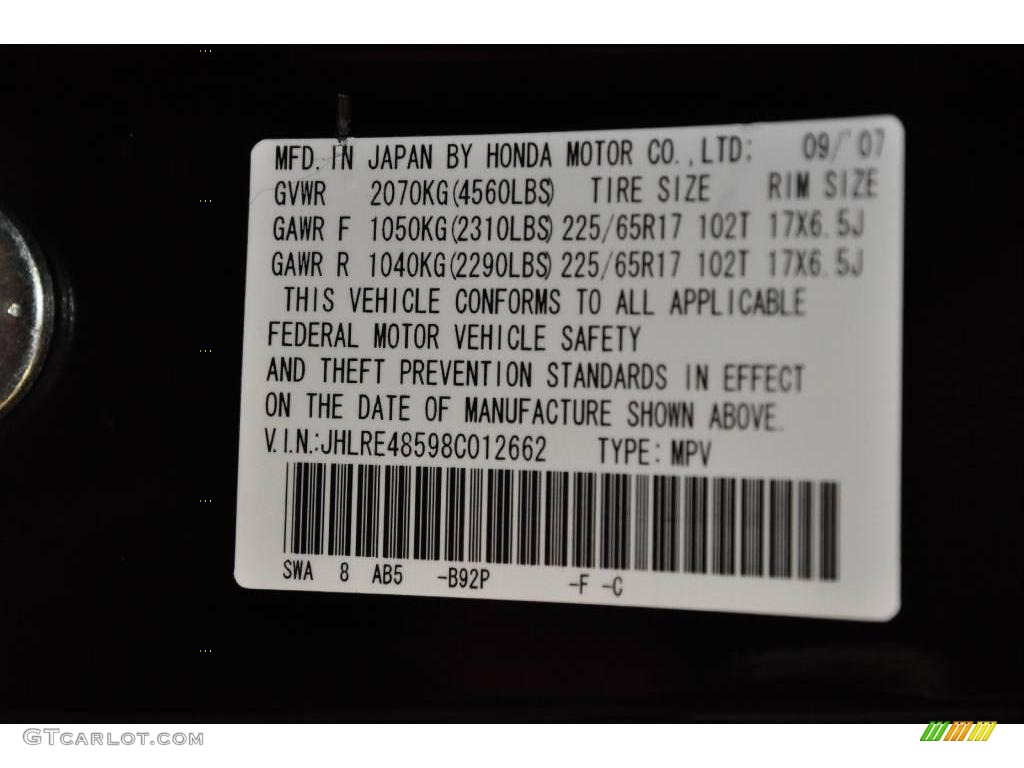 MFD. IN JAPAN BY HONDA MOTOR CO.,LTD; 09/'07
GVWR 2070KG(4560LBS) TIRE SIZE RIM SIZE
GAWR F 1050KG(2310LBS) 225/65R17 102T 17X6.5J
GAWR R 1040KG(2290LBS) 225/65R17 102T 17X6.5J
THIS VEHICLE CONFORMS TO ALL APPLICABLE
FEDERAL MOTOR VEHICLE SAFETY
AND THEFT PREVENTION STANDARDS IN EFFECT
ON THE DATE OF MANUFACTURE SHOWN ABOVE.
V.I.N.:JHLRE48598C012662 TYPE: MPV
SWA 8 AB5 -B92P -F -C
GTCARLOT.COM